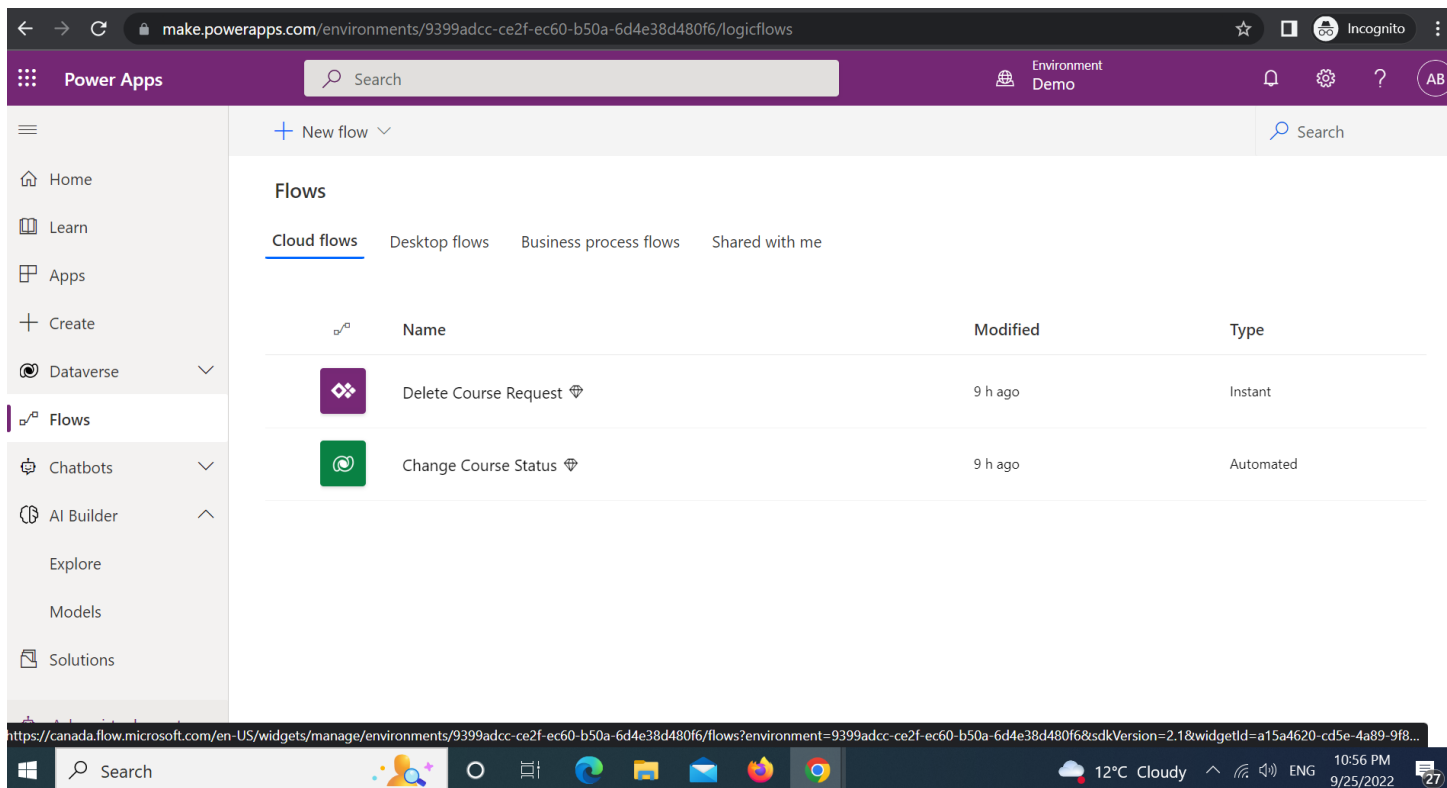 make.powerapps.com/environments/9399adcc-ce2f-ec60-b50a-6d4e38d480f6/logicflows
Incognito
Power Apps
Search
Environment
Demo
?
AB
New flow
Search
Home
Learn
Apps
Create
Dataverse
Flows
Chatbots
AI Builder
Explore
Models
Solutions
Flows
Cloud flows Desktop flows Business process flows Shared with me
Name Modified Type
Delete Course Request 9 h ago Instant
Change Course Status 9 h ago Automated
https://canada.flow.microsoft.com/en-US/widgets/manage/environments/9399adcc-ce2f-ec60-b50a-6d4e38d480f6/flows?environment=9399adcc-ce2f-ec60-b50a-6d4e38d480f6&sdkVersion=2.1&widgetId=a15a4620-cd5e-4a89-9f8...
Search
12°C Cloudy
ENG
10:56 PM
9/25/2022
27